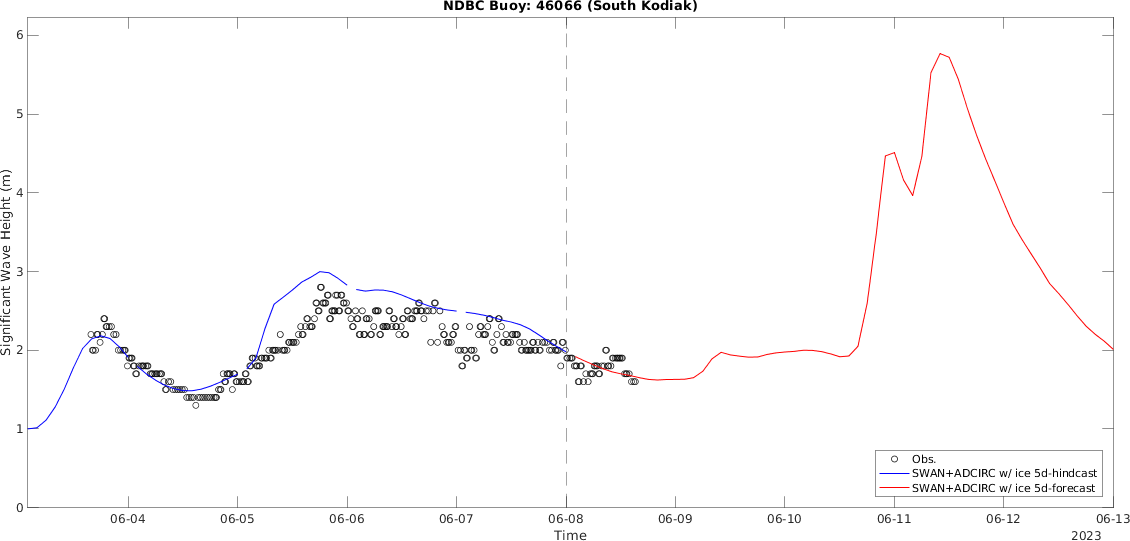 NDBC Buoy: 46066 (South Kodiak)
Significant Wave Height (m)
6
5
4
3
2
1
0
Obs.
SWAN+ADCIRC w/ ice 5d-hindcast
SWAN+ADCIRC w/ ice 5d-forecast
06-04 06-05 06-06 06-07 06-08 06-09 06-10 06-11 06-12 06-13
Time
2023